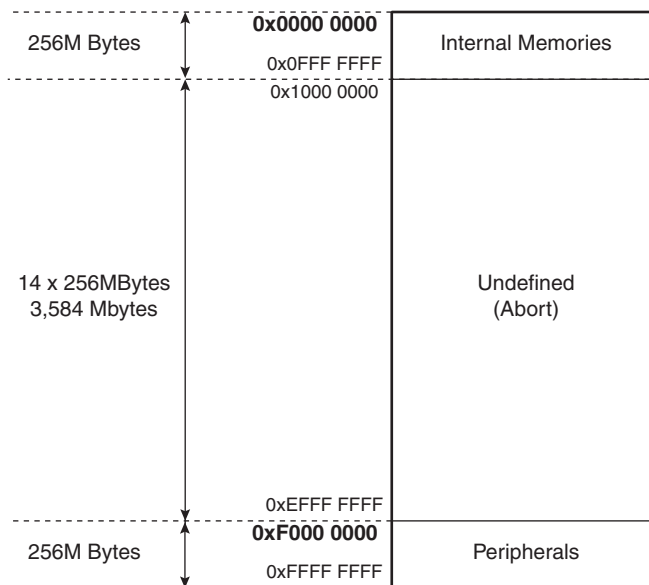 0x0000 0000
256M Bytes
Internal Memories
0x0FFF FFFF
0x1000 0000
14 x 256MBytes
3,584 Mbytes
Undefined
(Abort)
0xEFFF FFFF
0xF000 0000
256M Bytes
Peripherals
0xFFFF FFFF